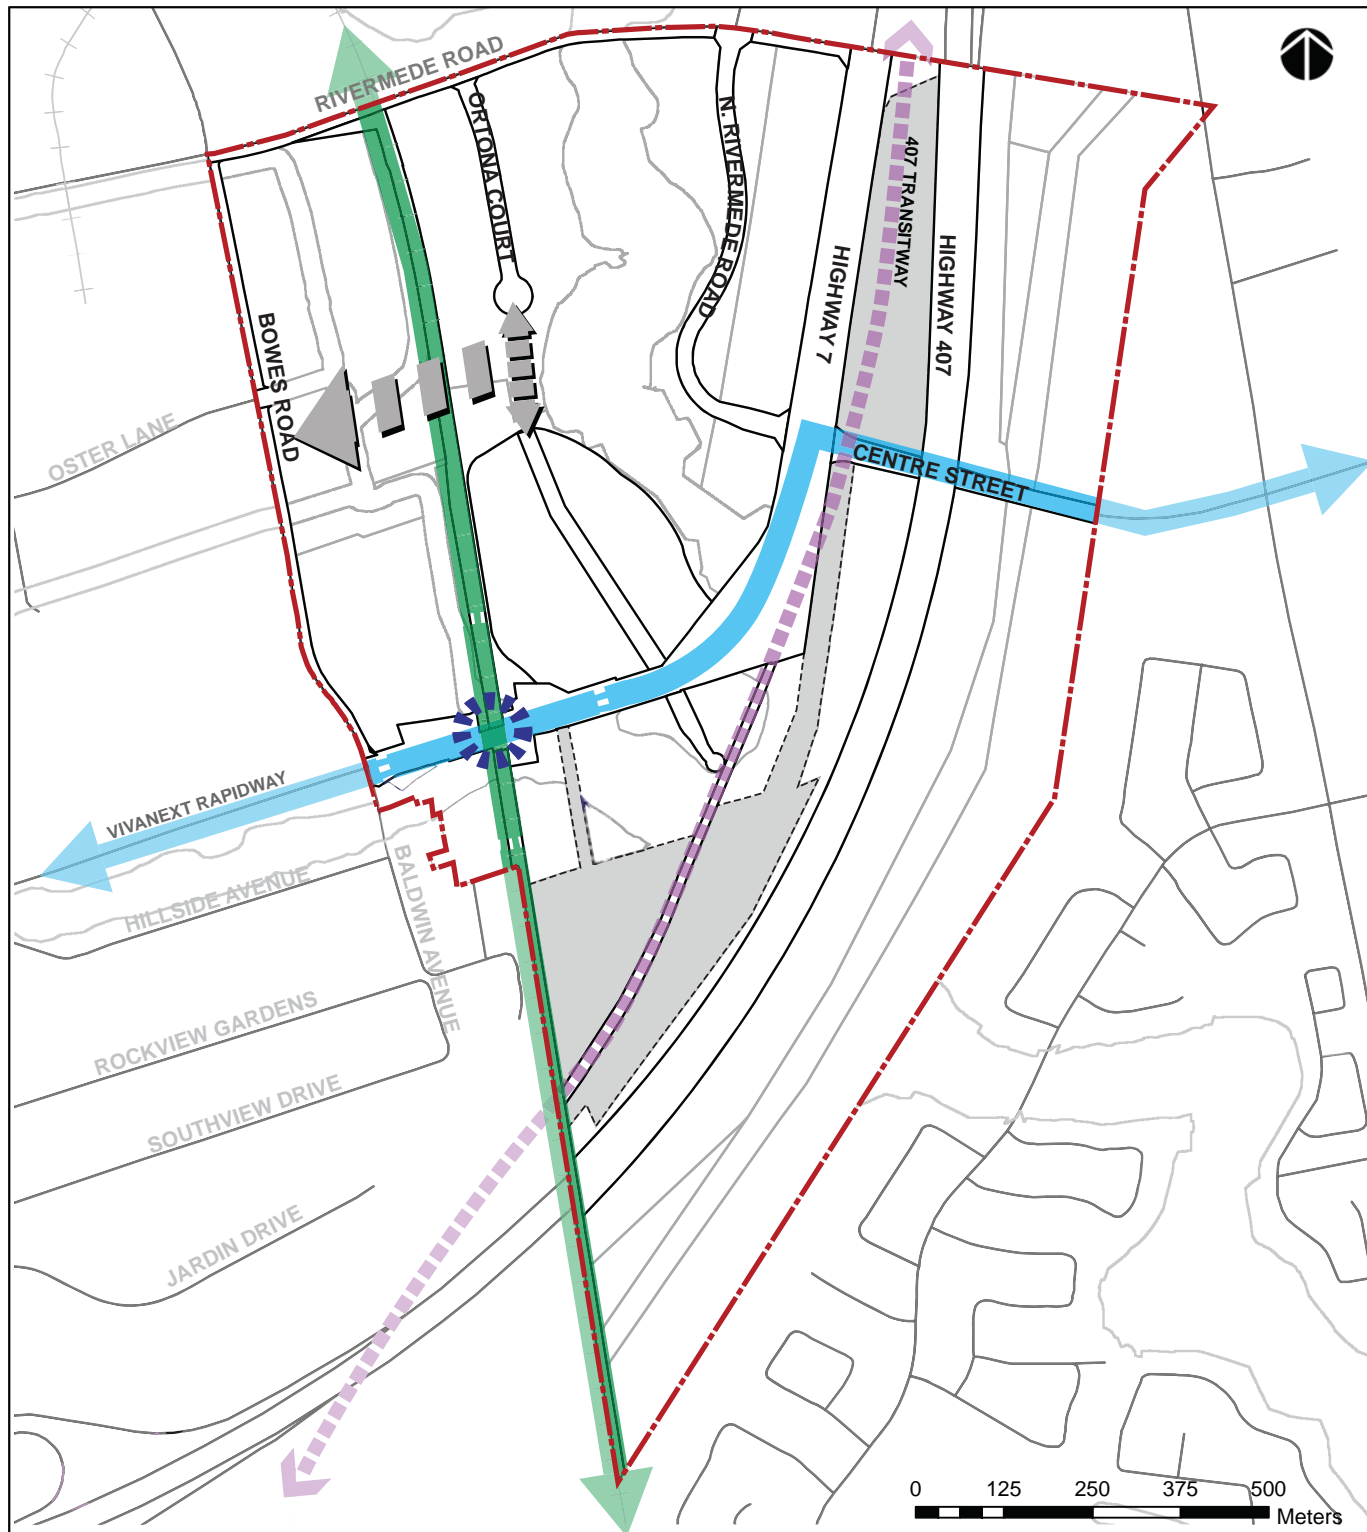 RIVERMEDE ROAD
ORTONA COURT
N. RIVERMEDE ROAD
407 TRANSITWAY
HIGHWAY 7
HIGHWAY 407
BOWES ROAD
OSTER LANE
CENTRE STREET
VIVANEXT RAPIDWAY
HILLSIDE AVENUE
BALDWIN AVENUE
ROCKVIEW GARDENS
SOUTHVIEW DRIVE
JARDIN DRIVE
0 125 250 375 500
Meters